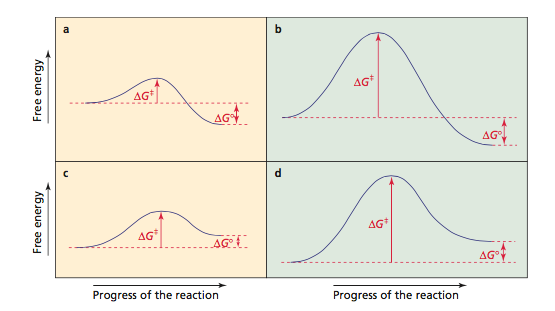 a
ΔG‡
ΔG°
b
ΔG‡
ΔG°
Free energy
c
ΔG‡
ΔG°
d
ΔG‡
ΔG°
Free energy
Progress of the reaction
Progress of the reaction